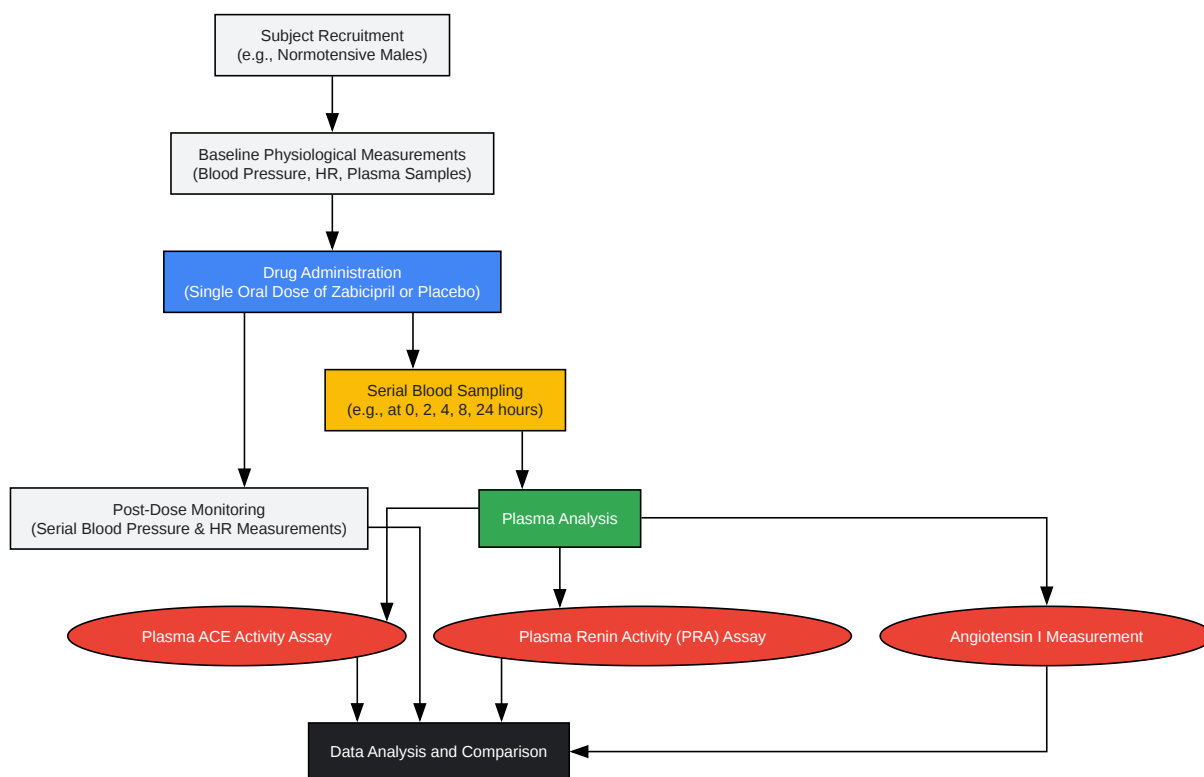 Subject Recruitment
(e.g., Normotensive Males)
Baseline Physiological Measurements
(Blood Pressure, HR, Plasma Samples)
Drug Administration
(Single Oral Dose of Zabicipril or Placebo)
Serial Blood Sampling
(e.g., at 0, 2, 4, 8, 24 hours)
Post-Dose Monitoring
(Serial Blood Pressure & HR Measurements)
Plasma Analysis
Plasma ACE Activity Assay
Plasma Renin Activity (PRA) Assay
Angiotensin I Measurement
Data Analysis and Comparison